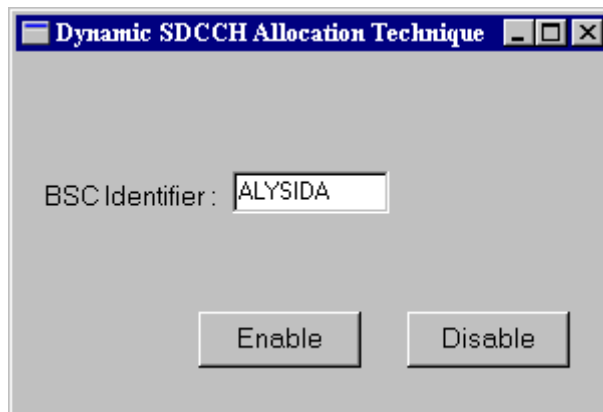 Dynamic SDCCH Allocation Technique
BSC Identifier : ALYSIDA
Enable Disable